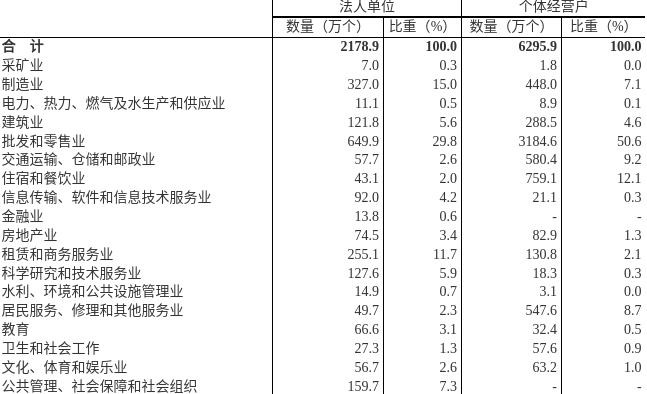 法人单位 个体经营户
数量（万个） 比重（%） 数量（万个） 比重（%）
合 计 2178.9 100.0 6295.9 100.0
采矿业 7.0 0.3 1.8 0.0
制造业 327.0 15.0 448.0 7.1
电力、热力、燃气及水生产和供应业 11.1 0.5 8.9 0.1
建筑业 121.8 5.6 288.5 4.6
批发和零售业 649.9 29.8 3184.6 50.6
交通运输、仓储和邮政业 57.7 2.6 580.4 9.2
住宿和餐饮业 43.1 2.0 759.1 12.1
信息传输、软件和信息技术服务业 92.0 4.2 21.1 0.3
金融业 13.8 0.6 - -
房地产业 74.5 3.4 82.9 1.3
租赁和商务服务业 255.1 11.7 130.8 2.1
科学研究和技术服务业 127.6 5.9 18.3 0.3
水利、环境和公共设施管理业 14.9 0.7 3.1 0.0
居民服务、修理和其他服务业 49.7 2.3 547.6 8.7
教育 66.6 3.1 32.4 0.5
卫生和社会工作 27.3 1.3 57.6 0.9
文化、体育和娱乐业 56.7 2.6 63.2 1.0
公共管理、社会保障和社会组织 159.7 7.3 - -